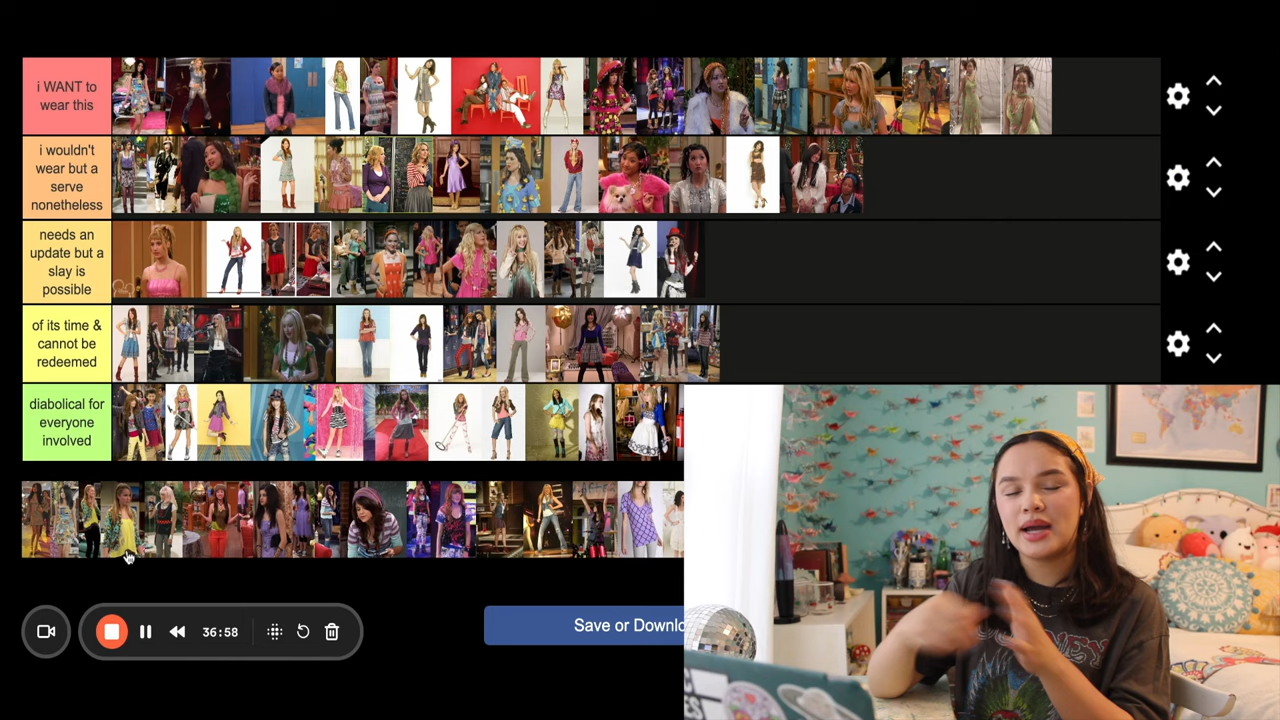 i WANT to
wear this
i wouldn't
wear but a
serve
nonetheless
needs an
update but a
slay is
possible
of its time &
cannot be
redeemed
diabolical for
everyone
involved
36:58
Save or Downlo